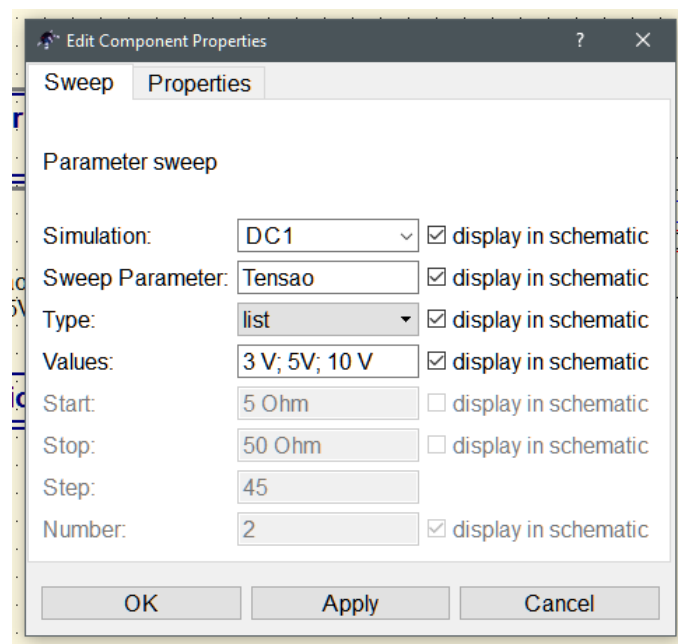 Edit Component Properties ?
Sweep Properties
Parameter sweep
Simulation: DC1 display in schematic
Sweep Parameter: Tensao display in schematic
Type: list display in schematic
Values: 3 V; 5V; 10 V display in schematic
Start: 5 Ohm display in schematic
Stop: 50 Ohm display in schematic
Step: 45
Number: 2 display in schematic
OK Apply Cancel